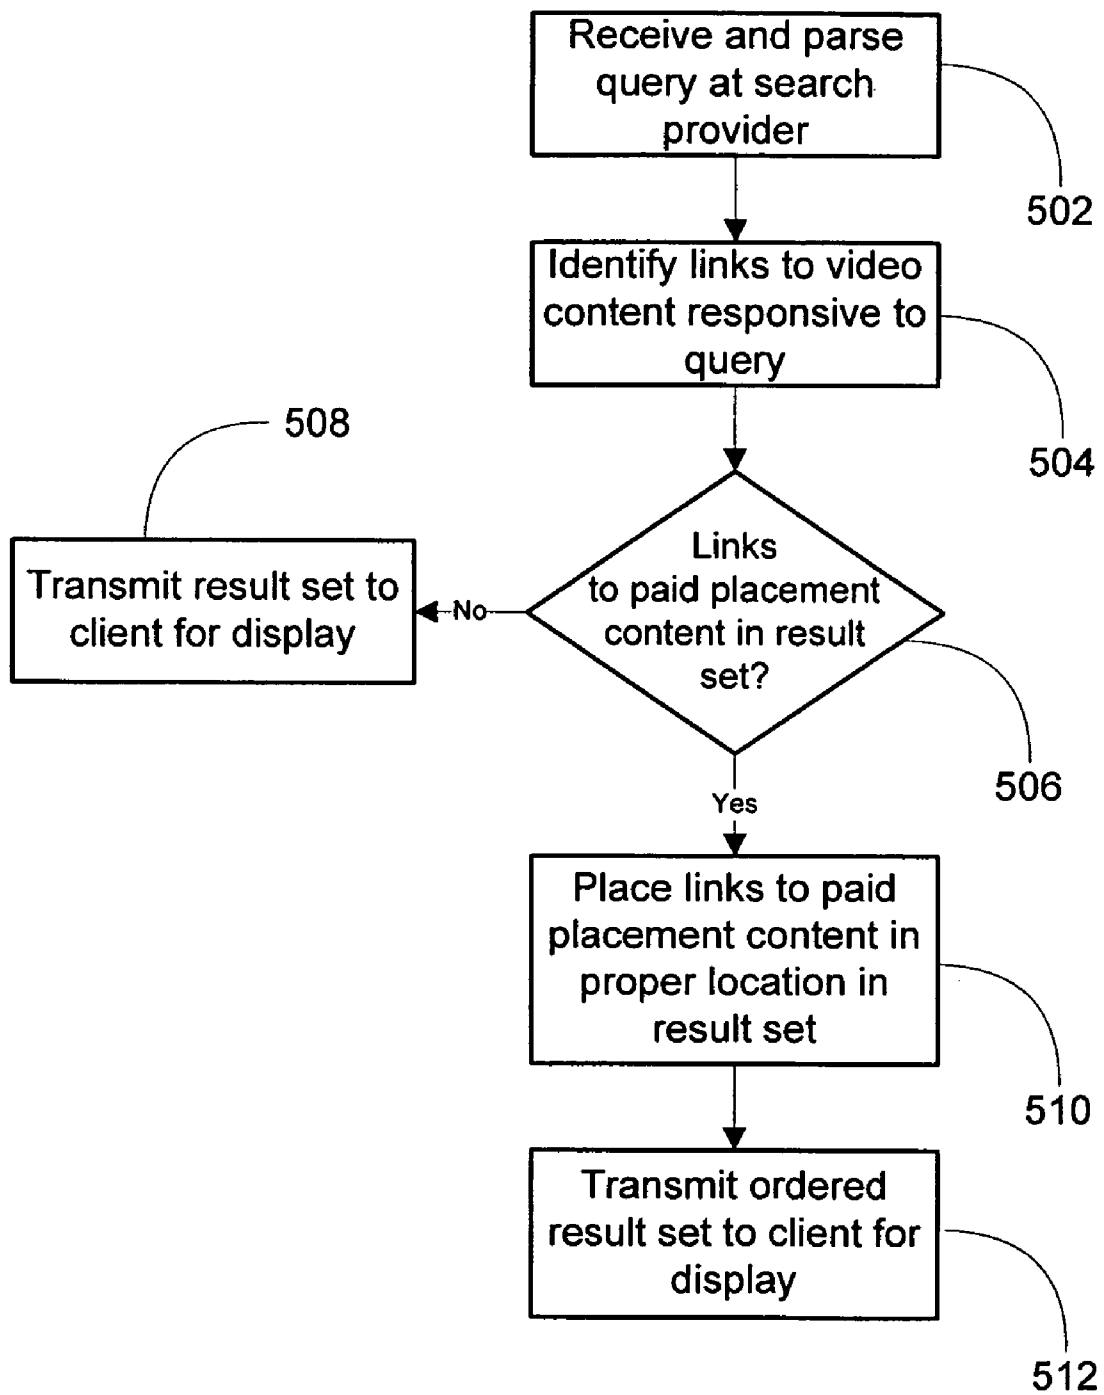 Receive and parse
query at search
provider
502
Identify links to video
content responsive to
query
504
508
Transmit result set to
client for display
No
Links
to paid placement
content in result
set?
506
Yes
Place links to paid
placement content in
proper location in
result set
510
Transmit ordered
result set to client for
display
512